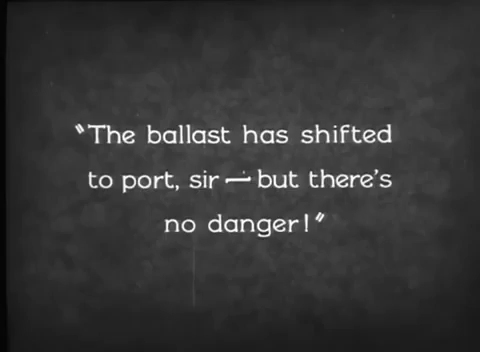 "The ballast has shifted
to port, sir — but there's
no danger!"